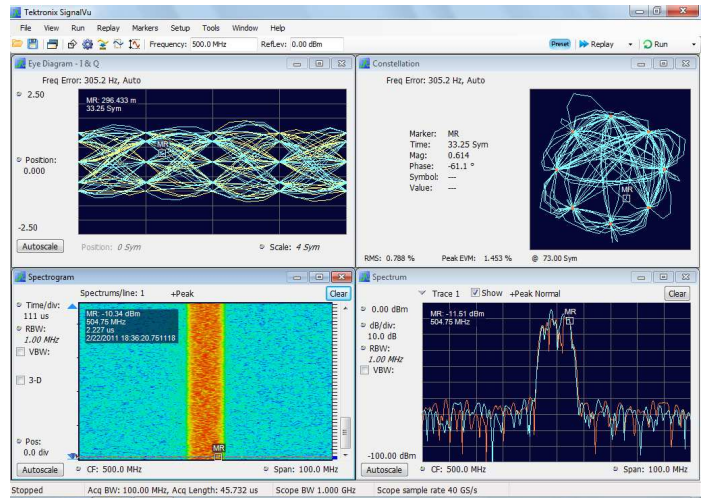 Tektronix SignalVu
File View Run Replay Markers Setup Tools Window Help
Frequency: 500.0 MHz RefLev: 0.00 dBm Preset Replay Run
Eye Diagram - I & Q
Freq Error: 305.2 Hz, Auto
2.50
MR: 296.433 m
33.25 Sym
MR
Position:
0.000
-2.50
Autoscale Position: 0 Sym Scale: 4 Sym
Constellation
Freq Error: 305.2 Hz, Auto
Marker: MR
Time: 33.25 Sym
Mag: 0.614
Phase: -61.1 °
Symbol: ---
Value: ---
MR
RMS: 0.788 % Peak EVM: 1.453 % @ 73.00 Sym
Spectrogram
Spectrums/line: 1 +Peak Clear
Time/div:
111 us
RBW:
1.00 MHz
VBW:
3-D
Pos:
0.0 div
MR: -10.34 dBm
504.75 MHz
2.227 us
2/22/2011 18:36:20.751118
MR
Autoscale CF: 500.0 MHz Span: 100.0 MHz
Spectrum
Trace 1 Show +Peak Normal Clear
0.00 dBm
dB/div:
10.0 dB
RBW:
1.00 MHz
VBW:
MR: -11.51 dBm
504.75 MHz
MR
-100.00 dBm
Autoscale CF: 500.0 MHz Span: 100.0 MHz
Stopped Acq BW: 100.00 MHz, Acq Length: 45.732 us Scope BW 1.000 GHz Scope sample rate 40 GS/s